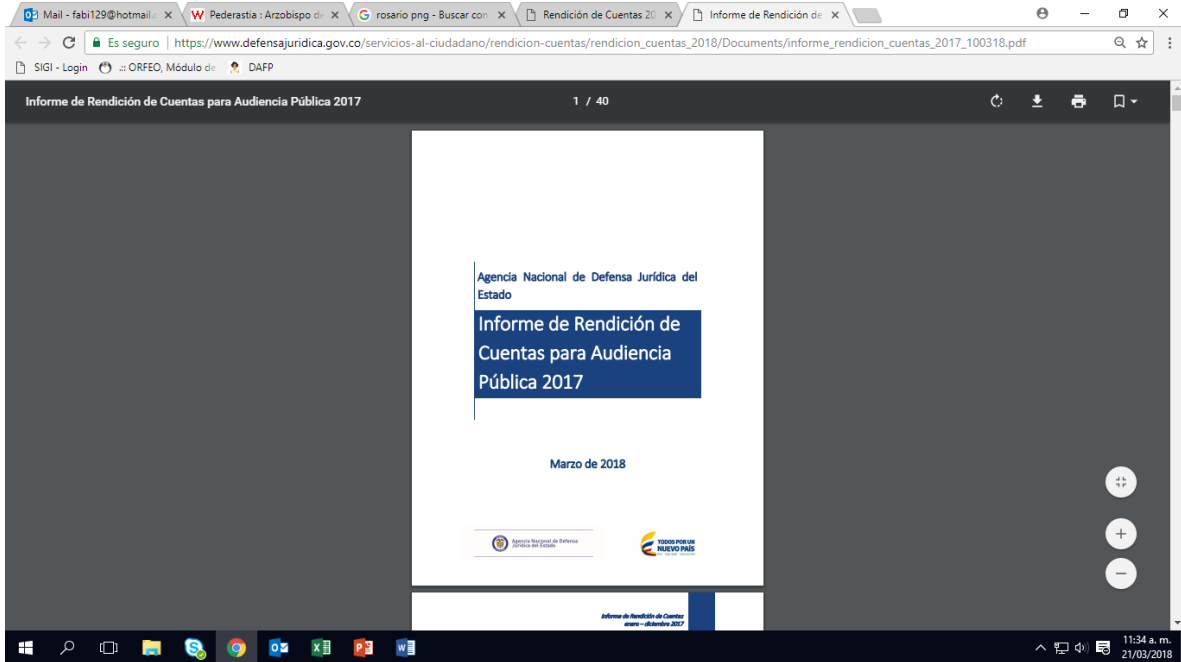 Mail - fabi129@hotmail.c
Pederastia : Arzobispo de
rosario png - Buscar con
Rendición de Cuentas 20
Informe de Rendición de
Es seguro | https://www.defensajuridica.gov.co/servicios-al-ciudadano/rendicion-cuentas/rendicion_cuentas_2018/Documents/informe_rendicion_cuentas_2017_100318.pdf
SIGI - Login
.:: ORFEO, Módulo de
DAFP
Informe de Rendición de Cuentas para Audiencia Pública 2017
1 / 40
Agencia Nacional de Defensa Jurídica del
Estado
Informe de Rendición de
Cuentas para Audiencia
Pública 2017
Marzo de 2018
Agencia Nacional de Defensa
Jurídica del Estado
TODOS POR UN
NUEVO PAÍS
Informe de Rendición de Cuentas
enero – diciembre 2017
11:34 a. m.
21/03/2018